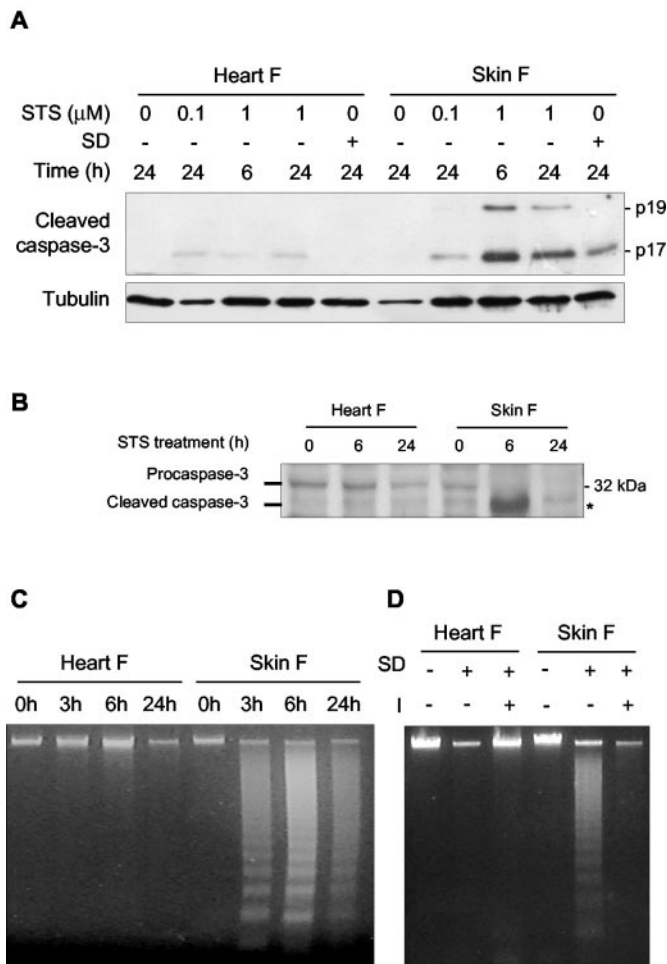 A
Heart F Skin F
STS (µM) 0 0.1 1 1 0 0 0.1 1 1 0
SD - - - - + - - - - +
Time (h) 24 24 6 24 24 24 24 6 24 24
Cleaved
caspase-3
- p19
- p17
Tubulin
B
Heart F Skin F
STS treatment (h) 0 6 24 0 6 24
Procaspase-3 - 32 kDa
Cleaved caspase-3 *
C
Heart F Skin F
0h 3h 6h 24h 0h 3h 6h 24h
D
Heart F Skin F
SD - + + - + +
I - - + - - +